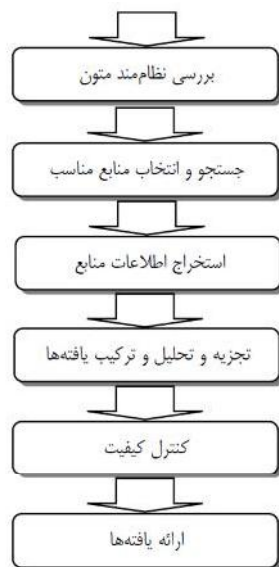 بررسی نظام‌مند متون
جستجو و انتخاب منابع مناسب
استخراج اطلاعات منابع
تجزیه و تحلیل و ترکیب یافته‌ها
کنترل کیفیت
ارائه یافته‌ها